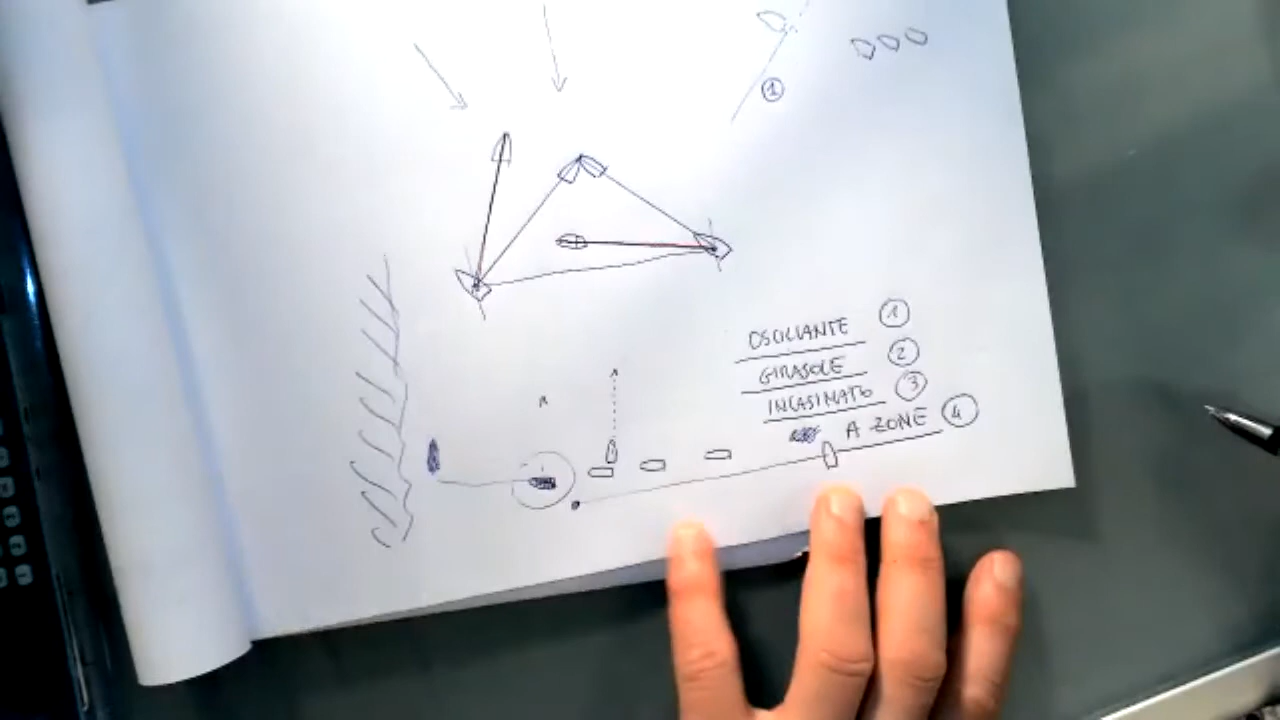 1
OSCILLANTE 1
GIRASOLE 2
INCASINATO 3
A ZONE 4